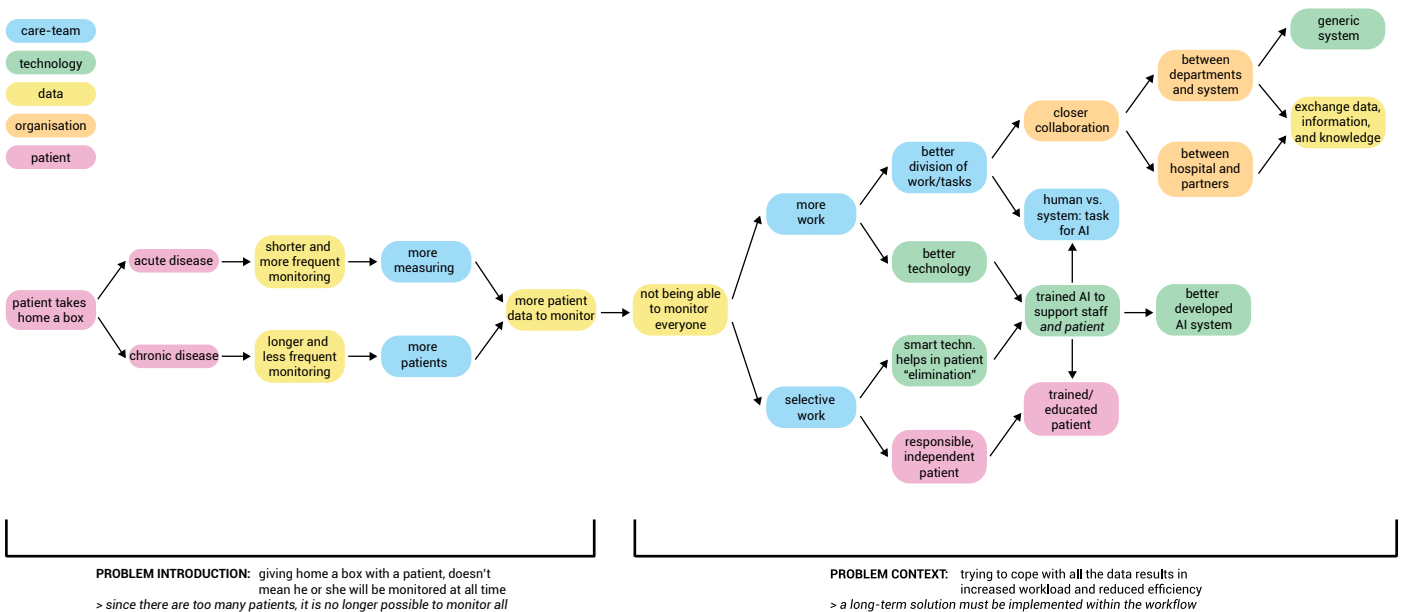 care-team
technology
data
organisation
patient
patient takes
home a box
acute disease
chronic disease
shorter and
more frequent
monitoring
longer and
less frequent
monitoring
more
measuring
more
patients
more patient
data to monitor
not being able
to monitor
everyone
more
work
selective
work
better
division of
work/tasks
better
technology
smart techn.
helps in patient
“elimination”
responsible,
independent
patient
closer
collaboration
human vs.
system: task
for AI
trained AI to
support staff
and patient
trained/
educated
patient
between
departments
and system
between
hospital and
partners
better
developed
AI system
generic
system
exchange data,
information,
and knowledge
PROBLEM INTRODUCTION: giving home a box with a patient, doesn't
mean he or she will be monitored at all time
> since there are too many patients, it is no longer possible to monitor all
PROBLEM CONTEXT: trying to cope with all the data results in
increased workload and reduced efficiency
> a long-term solution must be implemented within the workflow